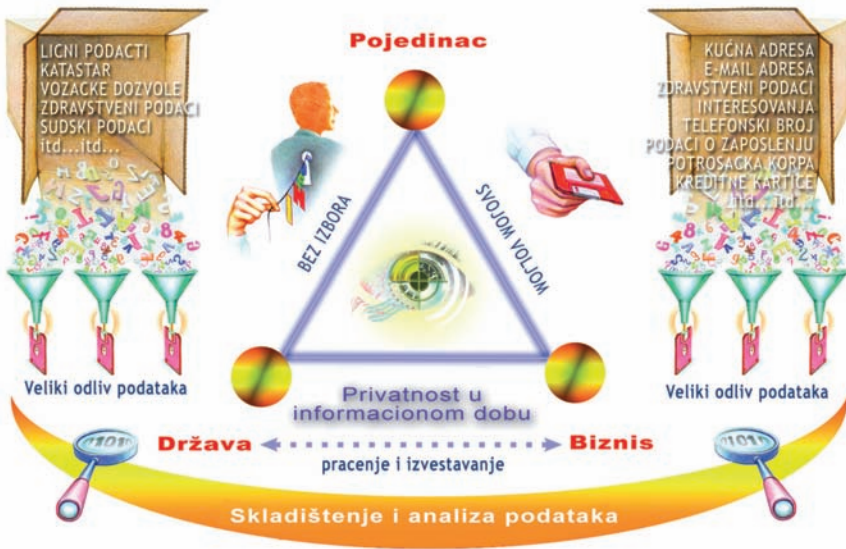 LICNI PODACTI
KATASTAR
VOZACKE DOZVOLE
ZDRAVSTVENI PODACI
SUDSKI PODACI
itd...itd...
Pojedinac
KUĆNA ADRESA
E-MAIL ADRESA
ZDRAVSTVENI PODACI
INTERESOVANJA
TELEFONSKI BROJ
PODACI O ZAPOSLENJU
POTROSACKA KORPA
KREDITNE KARTICE
itd...itd...
BEZ IZBORA
SVOJOM VOLJOM
Veliki odliv podataka
Veliki odliv podataka
Privatnost u
informacionom dobu
Država
Biznis
pracenje i izvestavanje
101
101
Skladištenje i analiza podataka